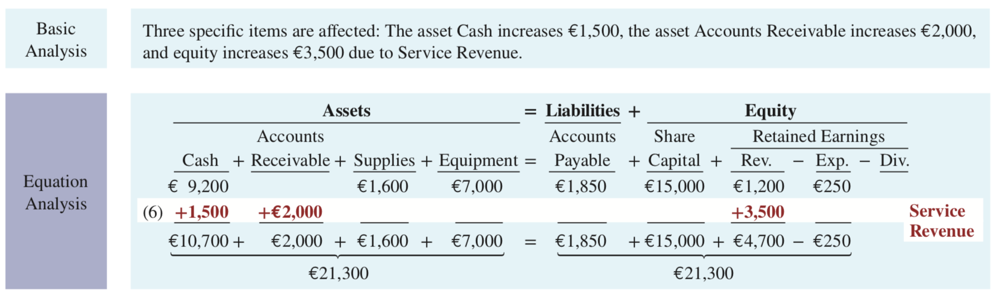 Basic
Analysis
Three specific items are affected: The asset Cash increases €1,500, the asset Accounts Receivable increases €2,000,
and equity increases €3,500 due to Service Revenue.
Equation
Analysis
Assets = Liabilities + Equity
Accounts Accounts Share Retained Earnings
Cash + Receivable + Supplies + Equipment = Payable + Capital + Rev. − Exp. − Div.
€ 9,200 €1,600 €7,000 €1,850 €15,000 €1,200 €250
(6) +1,500 +€2,000 +3,500 Service
Revenue
€10,700 + €2,000 + €1,600 + €7,000 = €1,850 + €15,000 + €4,700 − €250
€21,300 €21,300